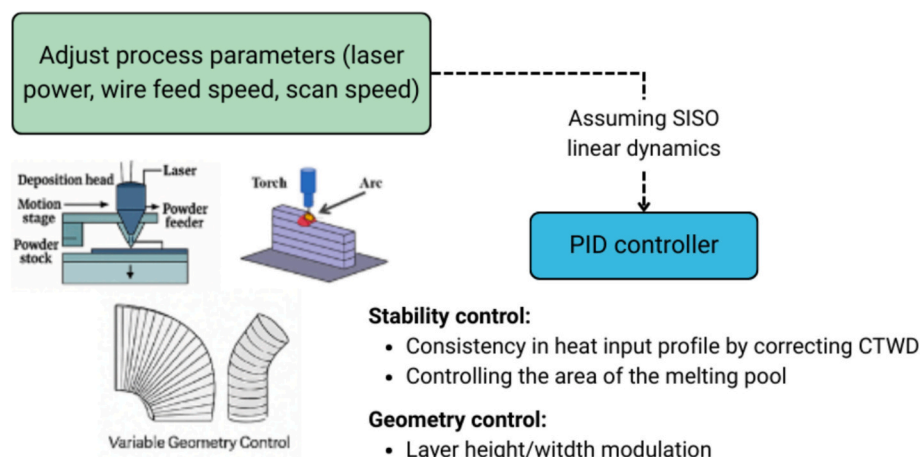 Adjust process parameters (laser
power, wire feed speed, scan speed)
Assuming SISO
linear dynamics
PID controller
Deposition head
Laser
Motion
stage
Powder
feeder
Powder
stock
Torch
Arc
Variable Geometry Control
Stability control:
• Consistency in heat input profile by correcting CTWD
• Controlling the area of the melting pool
Geometry control:
• Layer height/witdth modulation